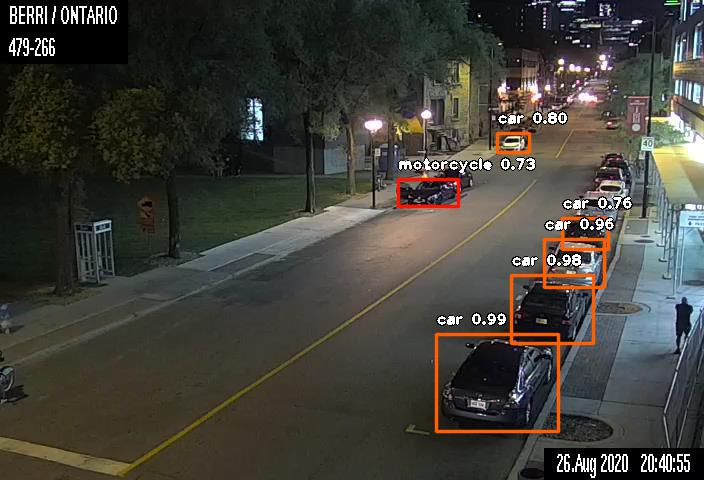 BERRI / ONTARIO
479-266
car 0.80
motorcycle 0.73
40
car 0.76
car 0.96
car 0.98
car 0.99
26.Aug 2020 20:40:55